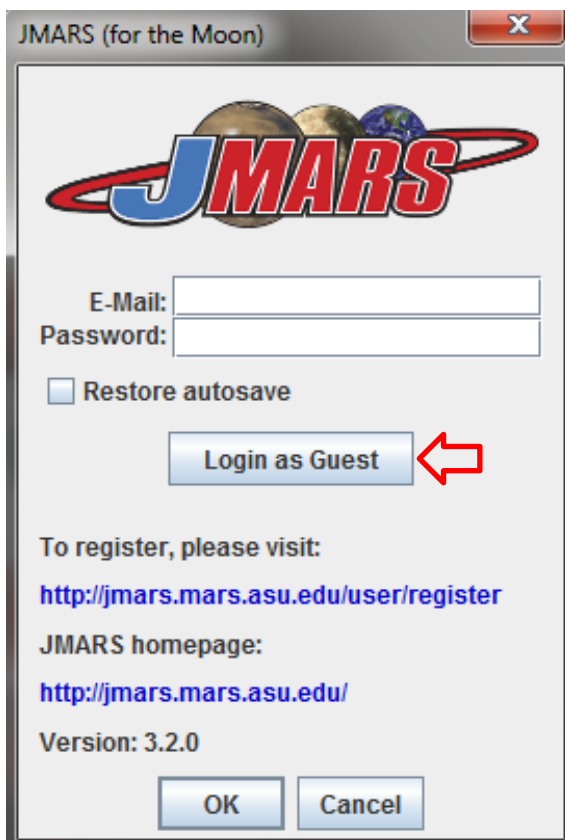 JMARS (for the Moon)
X
JMARS
E-Mail:
Password:
Restore autosave
Login as Guest
To register, please visit:
http://jmars.mars.asu.edu/user/register
JMARS homepage:
http://jmars.mars.asu.edu/
Version: 3.2.0
OK Cancel